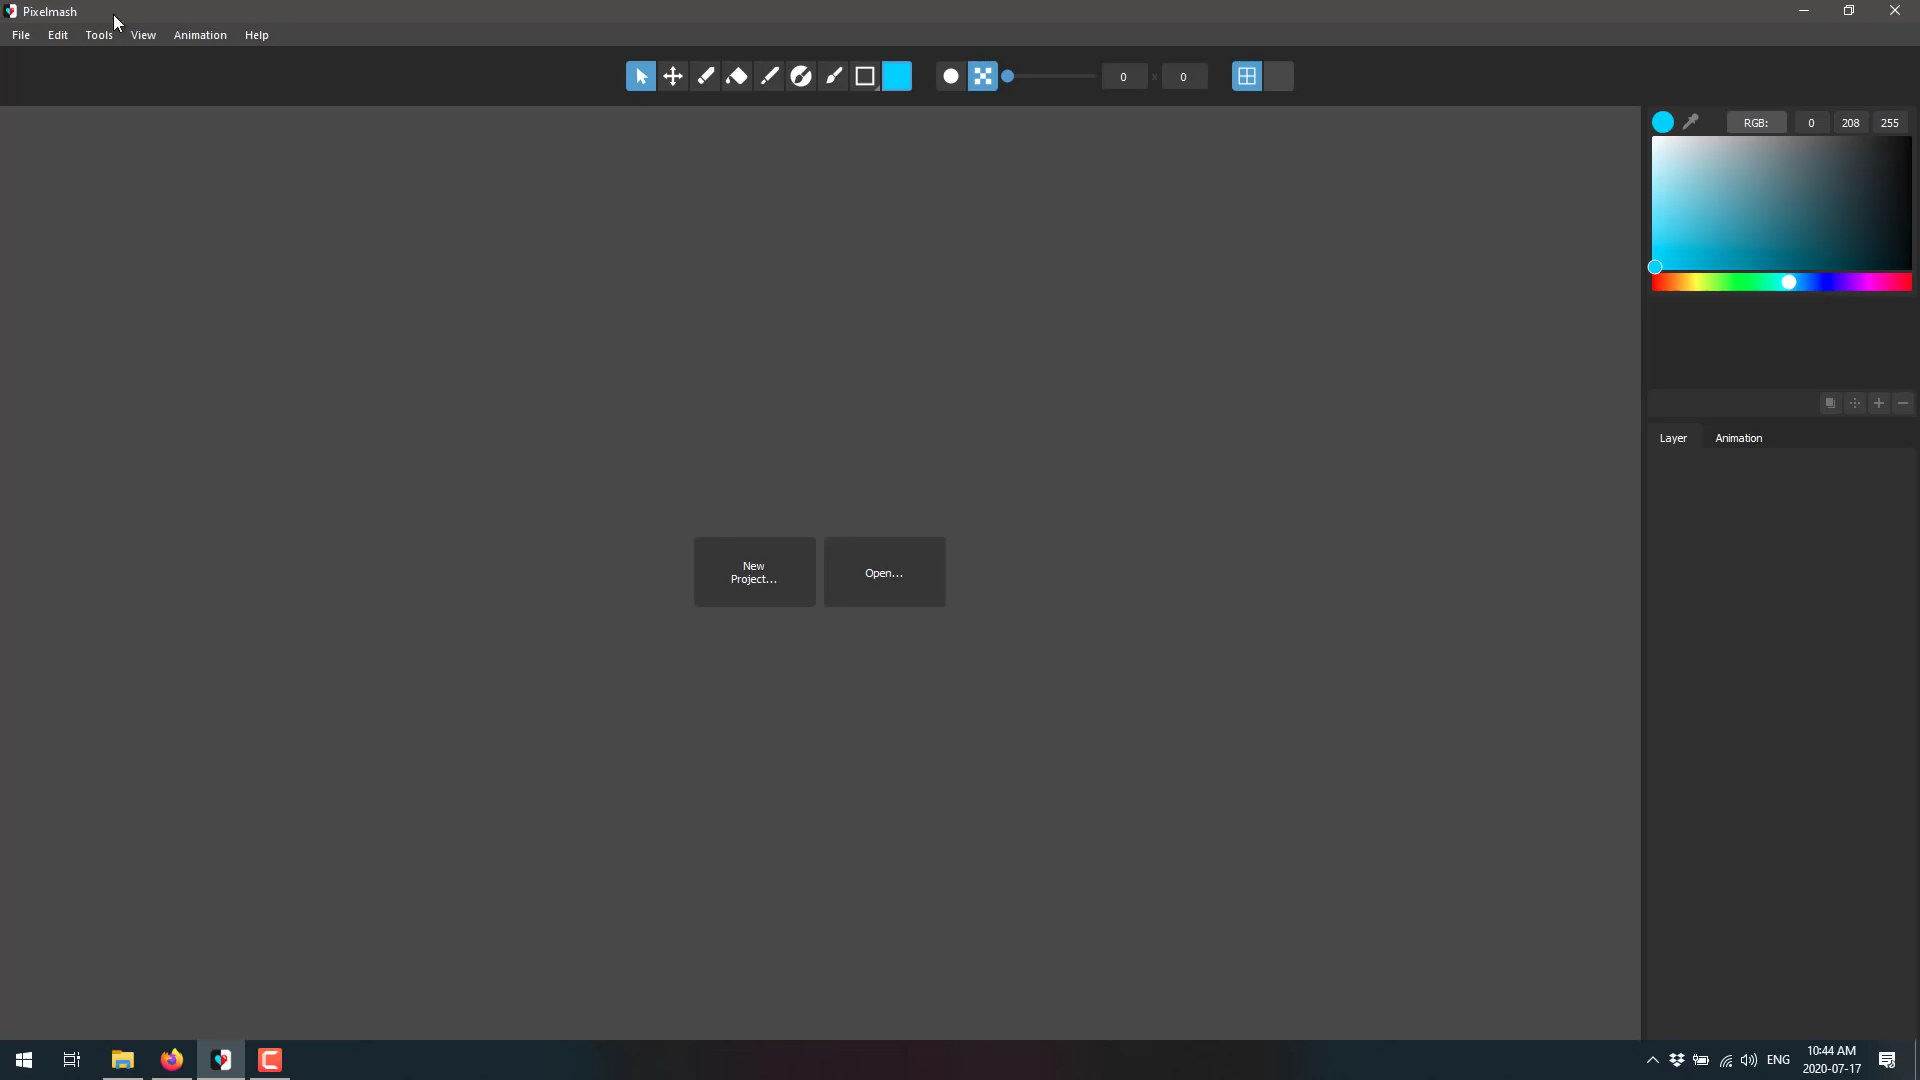 Pixelmash
File Edit Tools View Animation Help
0 x 0
RGB: 0 208 255
Layer Animation
New
Project...
Open...
ENG
10:44 AM
2020-07-17